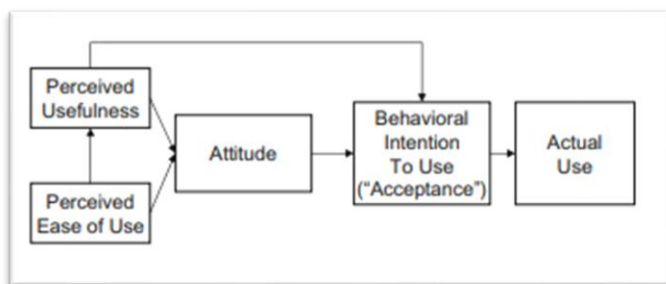 Perceived
Usefulness
Perceived
Ease of Use
Attitude
Behavioral
Intention
To Use
("Acceptance")
Actual
Use